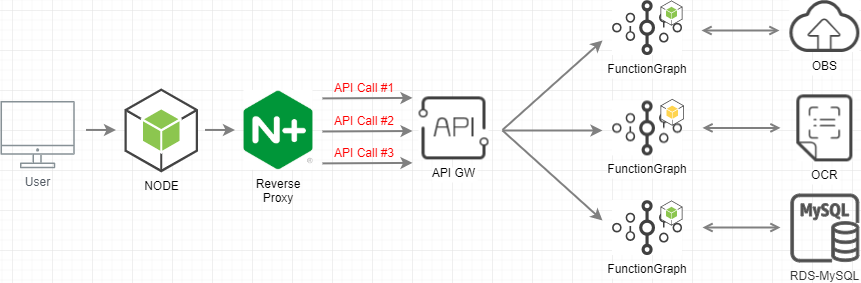 User
NODE
N+
®
Reverse
Proxy
API Call #1
API Call #2
API Call #3
API
API GW
FunctionGraph
OBS
FunctionGraph
OCR
FunctionGraph
MySQL
RDS-MySQL